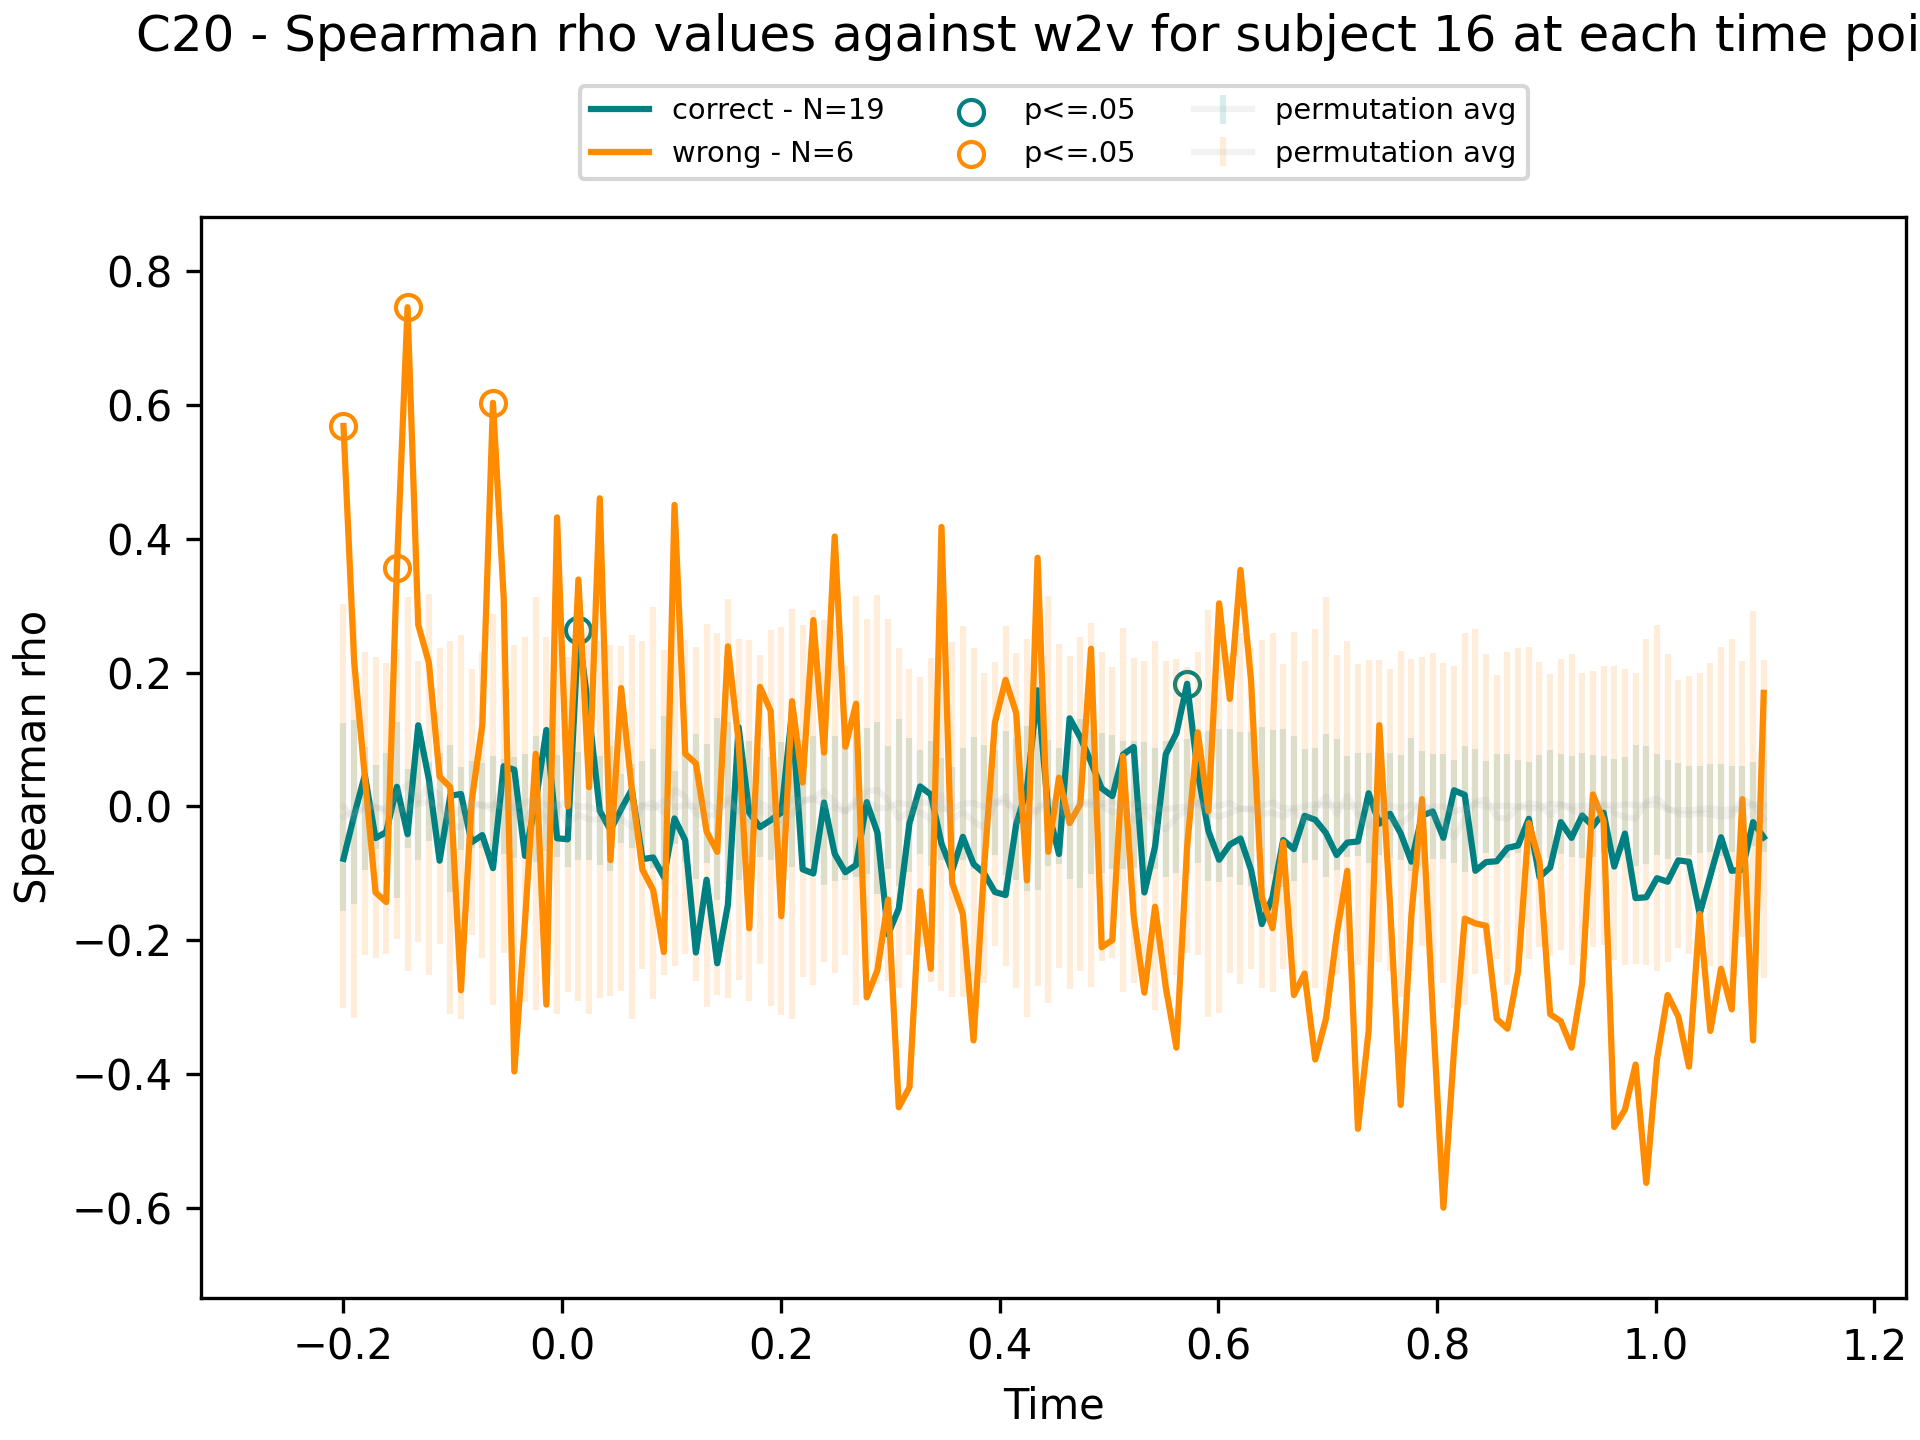 C20 - Spearman rho values against w2v for subject 16 at each time poi
correct - N=19
wrong - N=6
p<=.05
p<=.05
permutation avg
permutation avg
0.8
0.6
0.4
0.2
0.0
−0.2
−0.4
−0.6
Spearman rho
−0.2 0.0 0.2 0.4 0.6 0.8 1.0 1.2
Time